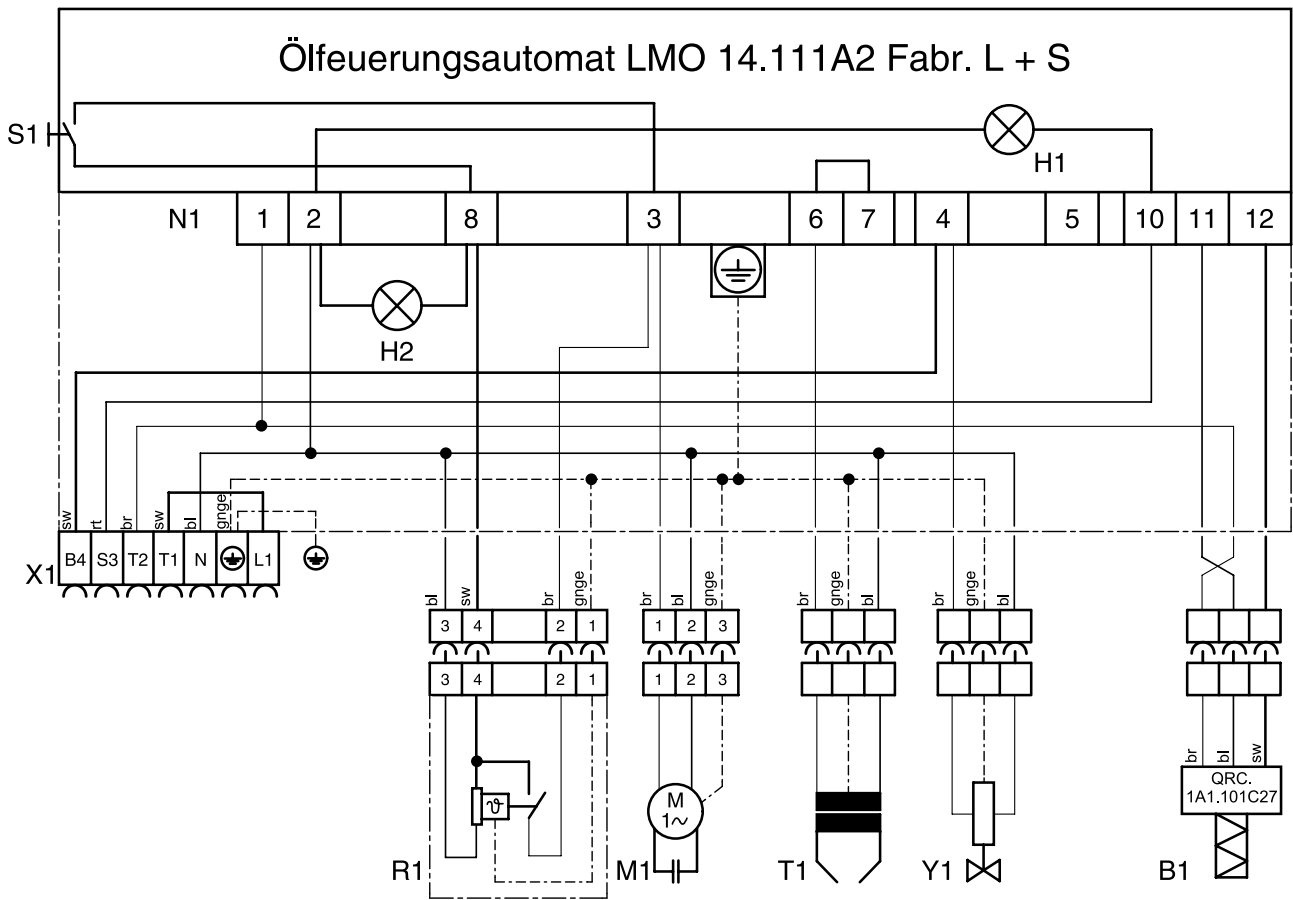 Ölfeuerungsautomat LMO 14.111A2 Fabr. L + S
S1
H1
N1 1 2 8 3 6 7 4 5 10 11 12
H2
sw rt br sw bl gnge
X1 B4 S3 T2 T1 N L1
bl sw br gnge br bl gnge br gnge bl br gnge bl
3 4 2 1 1 2 3
3 4 2 1 1 2 3
br bl sw
QRC.
1A1.101C27
ϑ
M
1~
R1 M1 T1 Y1 B1